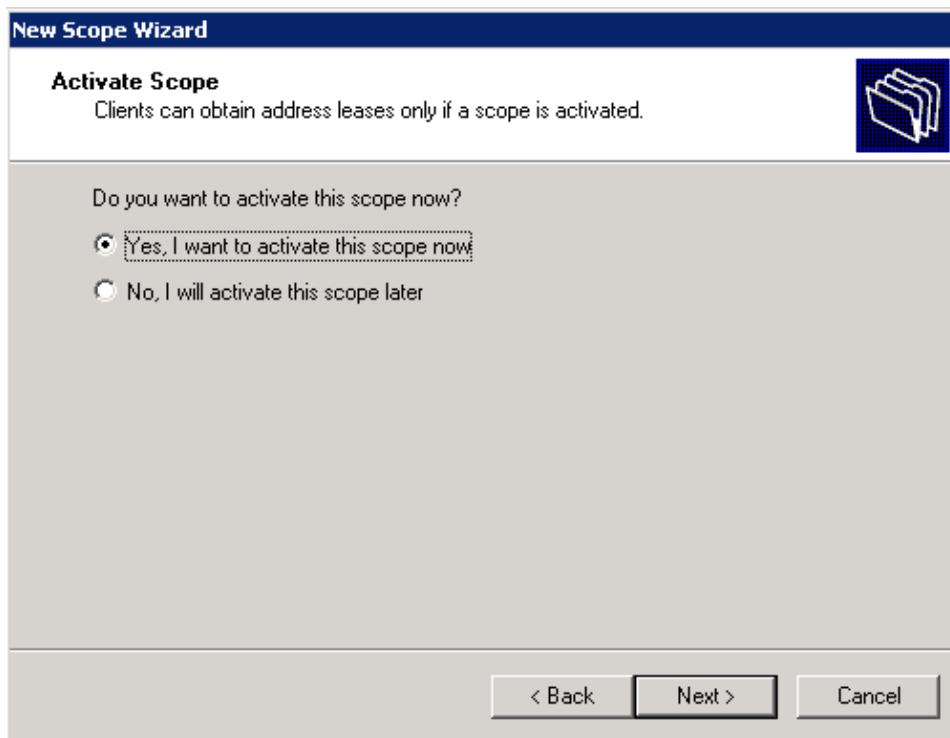 New Scope Wizard
Activate Scope
Clients can obtain address leases only if a scope is activated.
Do you want to activate this scope now?
Yes, I want to activate this scope now
No, I will activate this scope later
< Back Next > Cancel